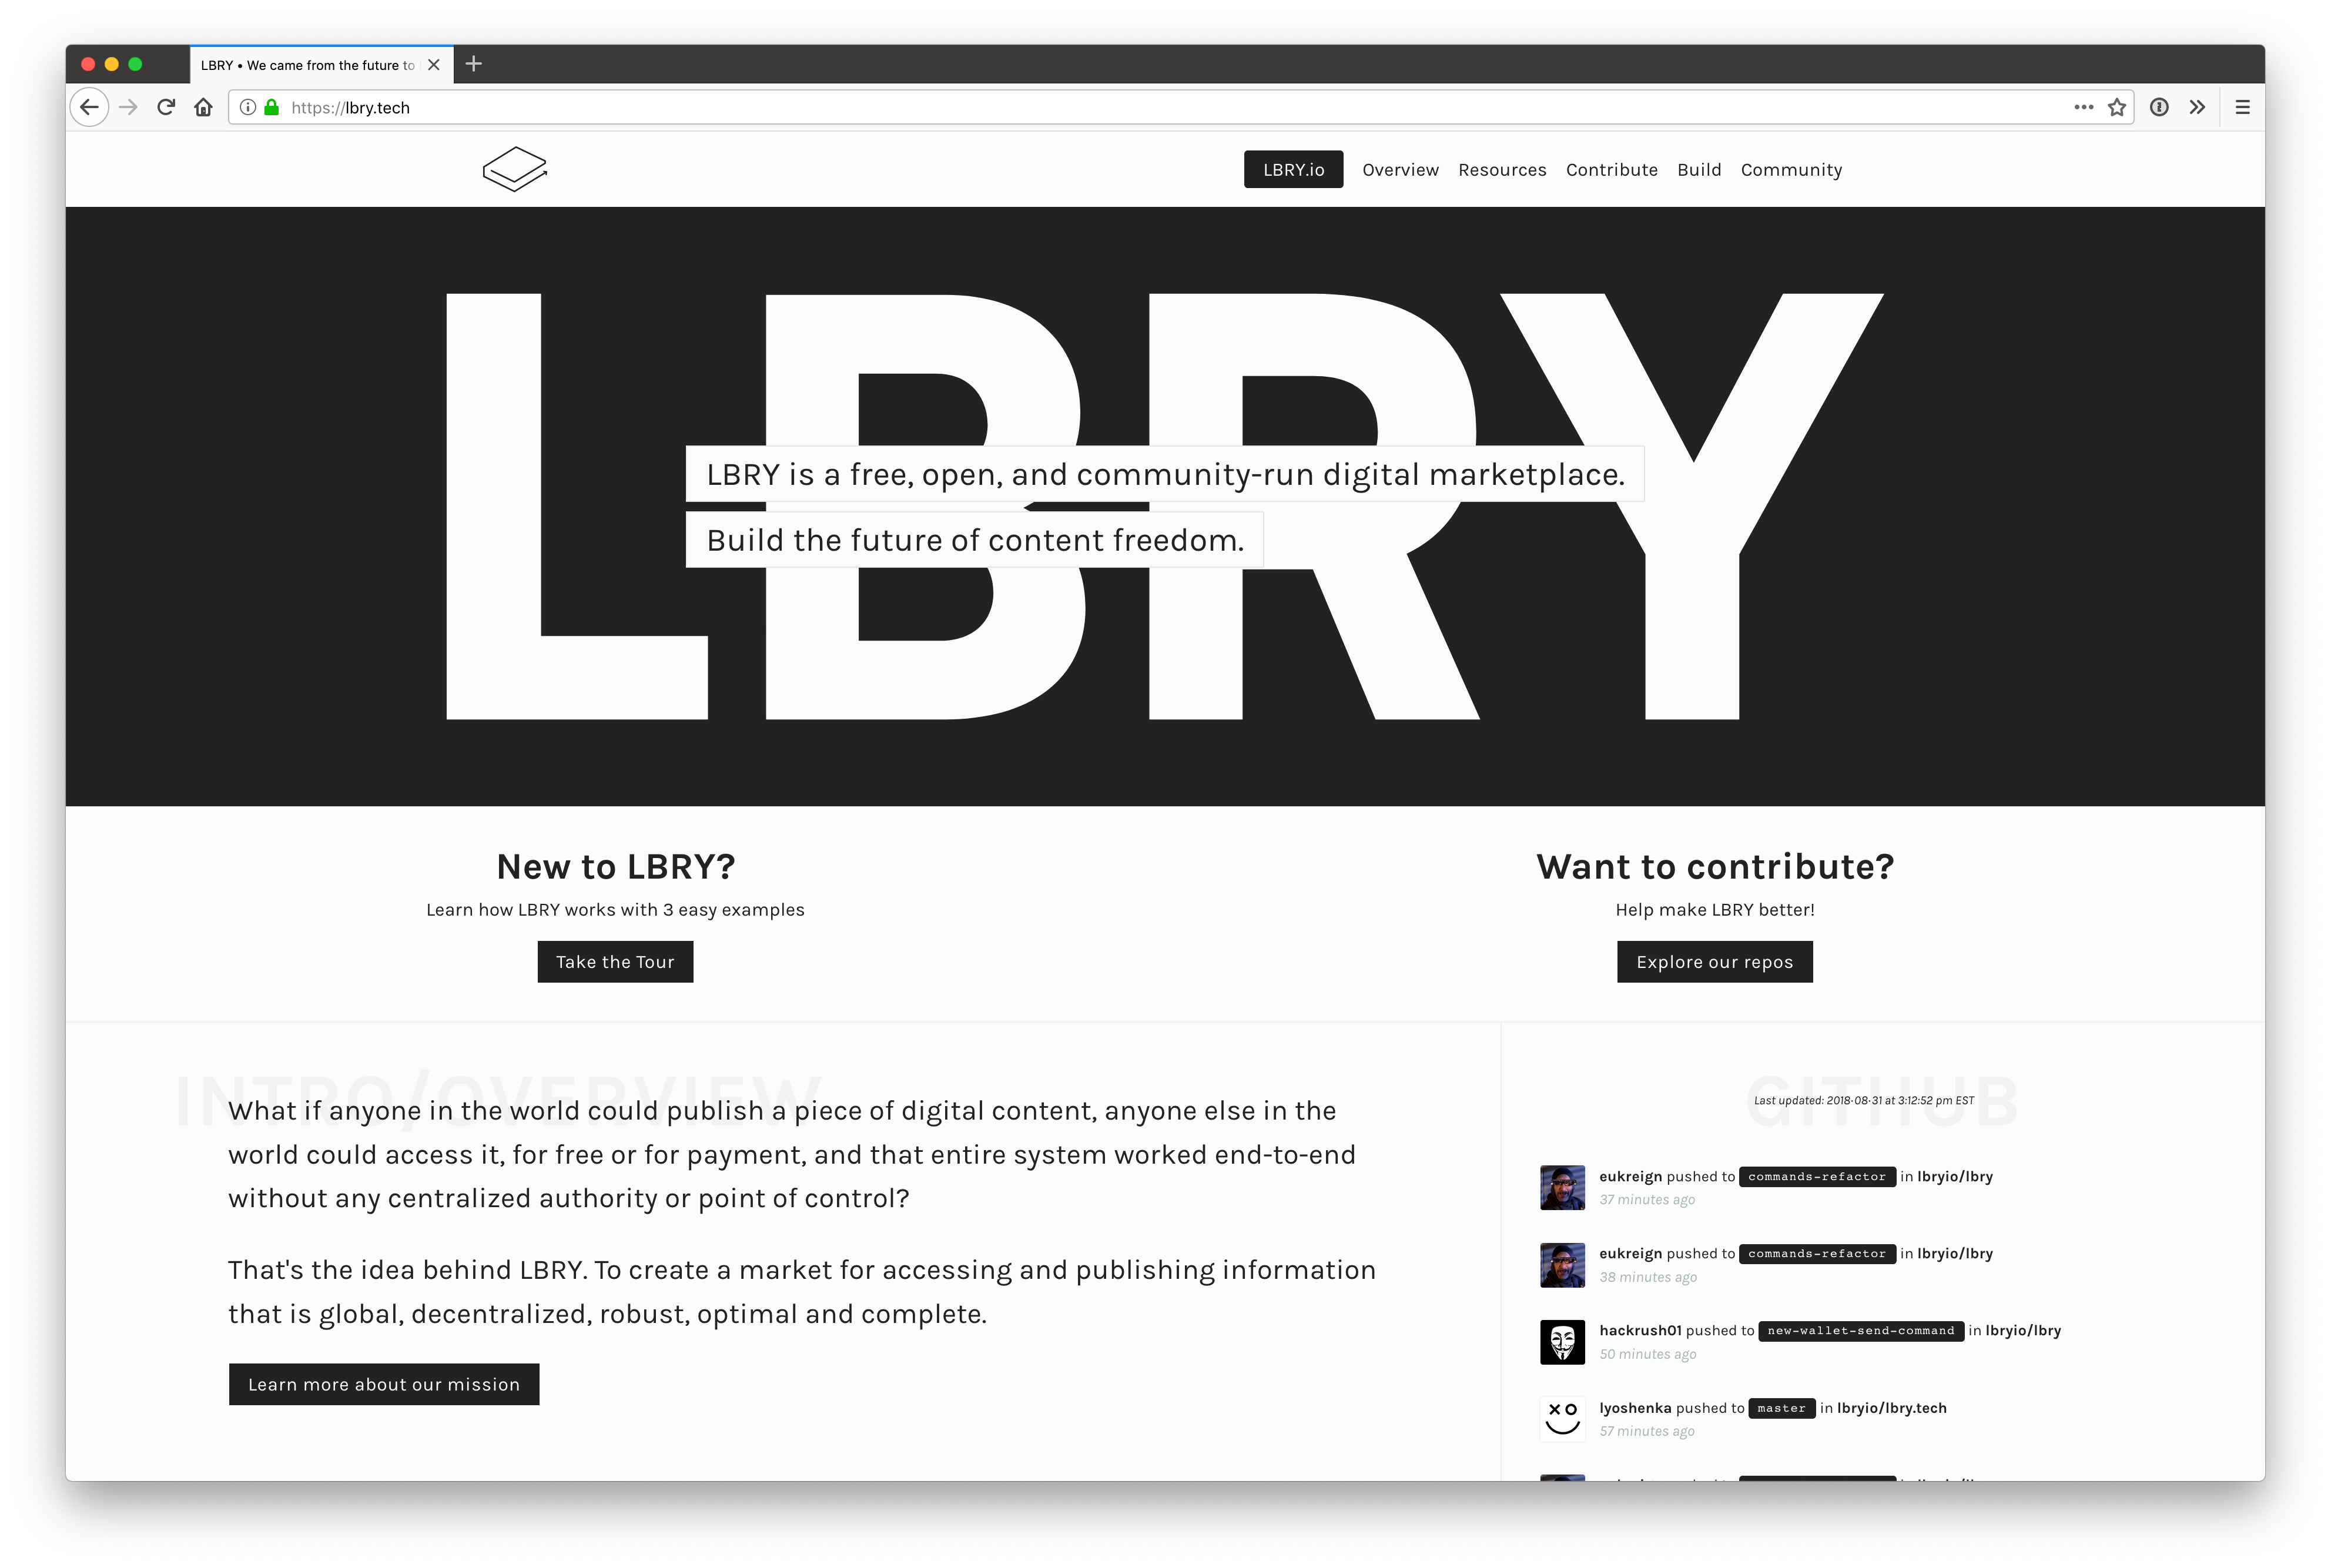 LBRY • We came from the future to
https://lbry.tech
LBRY.io Overview Resources Contribute Build Community
LBRY
LBRY is a free, open, and community-run digital marketplace.
Build the future of content freedom.
New to LBRY?
Learn how LBRY works with 3 easy examples
Take the Tour
Want to contribute?
Help make LBRY better!
Explore our repos
INTRO/OVERVIEW
What if anyone in the world could publish a piece of digital content, anyone else in the
world could access it, for free or for payment, and that entire system worked end-to-end
without any centralized authority or point of control?
That's the idea behind LBRY. To create a market for accessing and publishing information
that is global, decentralized, robust, optimal and complete.
Learn more about our mission
GITHUB
Last updated: 2018-08-31 at 3:12:52 pm EST
eukreign pushed to commands-refactor in lbryio/lbry
37 minutes ago
eukreign pushed to commands-refactor in lbryio/lbry
38 minutes ago
hackrush01 pushed to new-wallet-send-command in lbryio/lbry
50 minutes ago
lyoshenka pushed to master in lbryio/lbry.tech
57 minutes ago